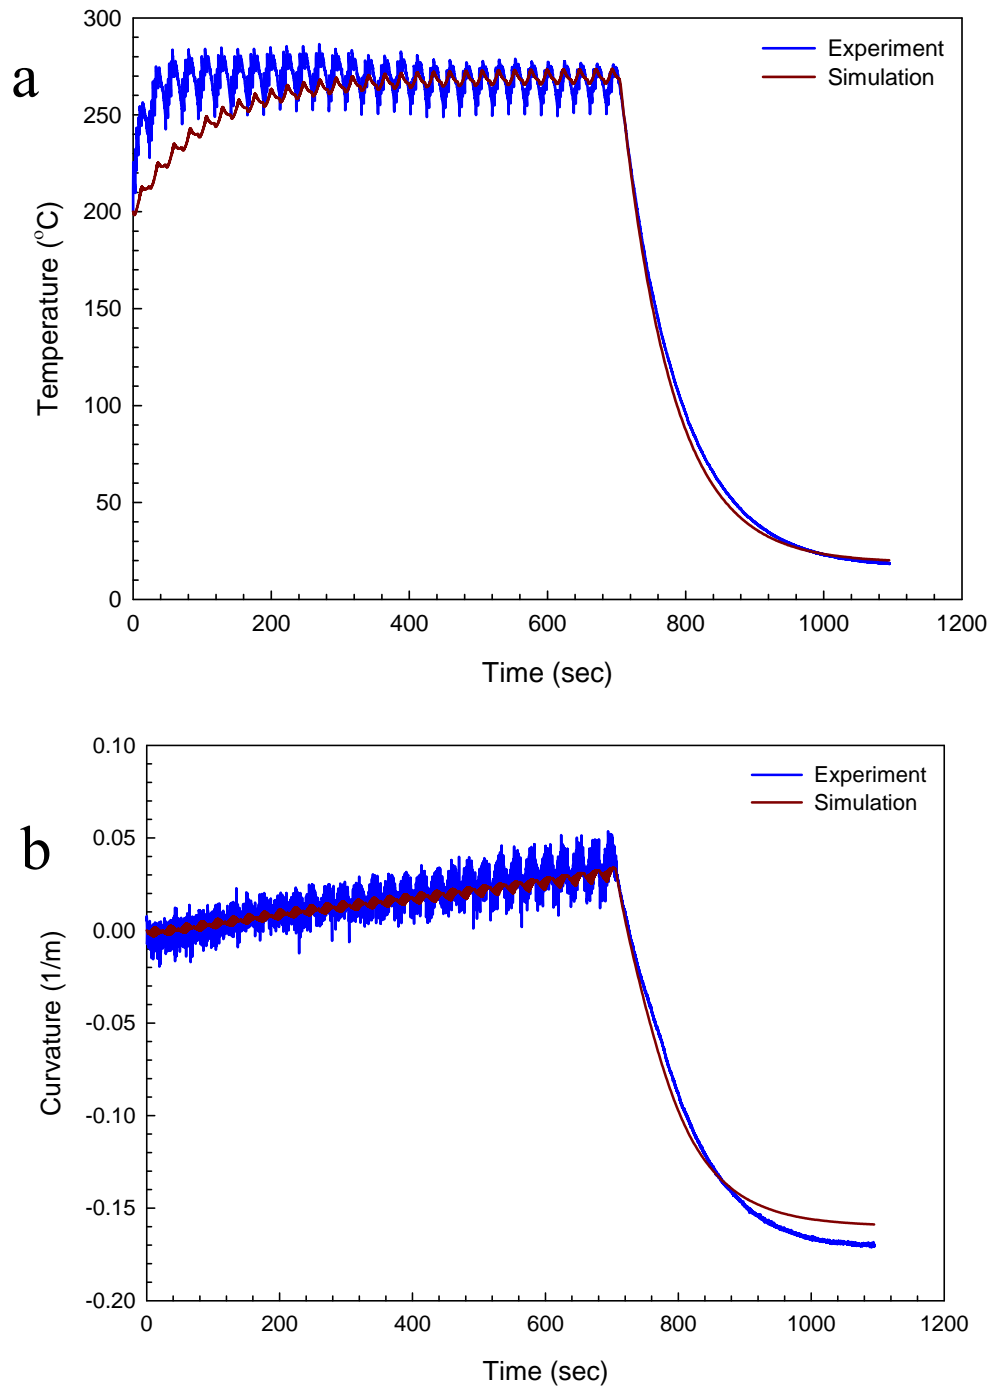 a
300
250
200
150
100
50
0
Temperature (°C)
Experiment
Simulation
0 200 400 600 800 1000 1200
Time (sec)
b
0.10
0.05
0.00
-0.05
-0.10
-0.15
-0.20
Curvature (1/m)
Experiment
Simulation
0 200 400 600 800 1000 1200
Time (sec)